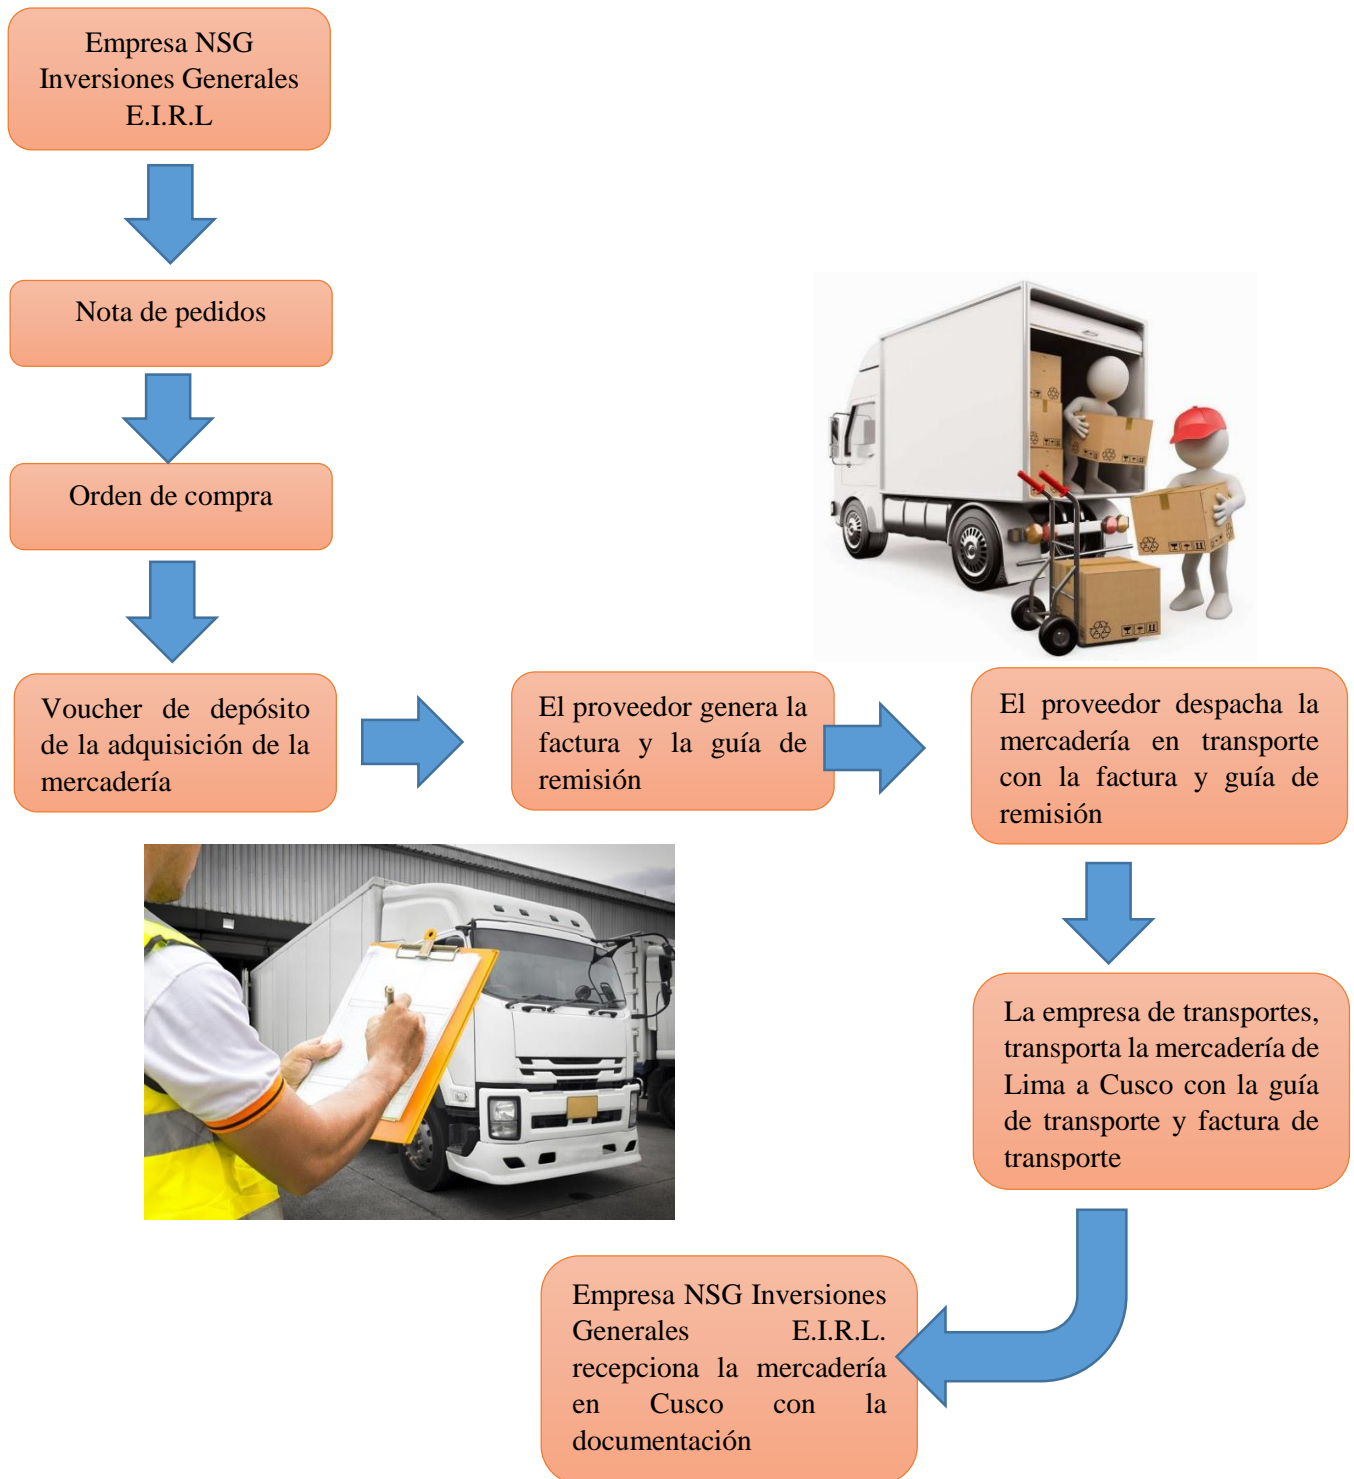 Empresa NSG
Inversiones Generales
E.I.R.L
Nota de pedidos
Orden de compra
Voucher de depósito
de la adquisición de la
mercadería
El proveedor genera la
factura y la guía de
remisión
El proveedor despacha la
mercadería en transporte
con la factura y guía de
remisión
La empresa de transportes,
transporta la mercadería de
Lima a Cusco con la guía
de transporte y factura de
transporte
Empresa NSG Inversiones
Generales E.I.R.L.
recepciona la mercadería
en Cusco con la
documentación